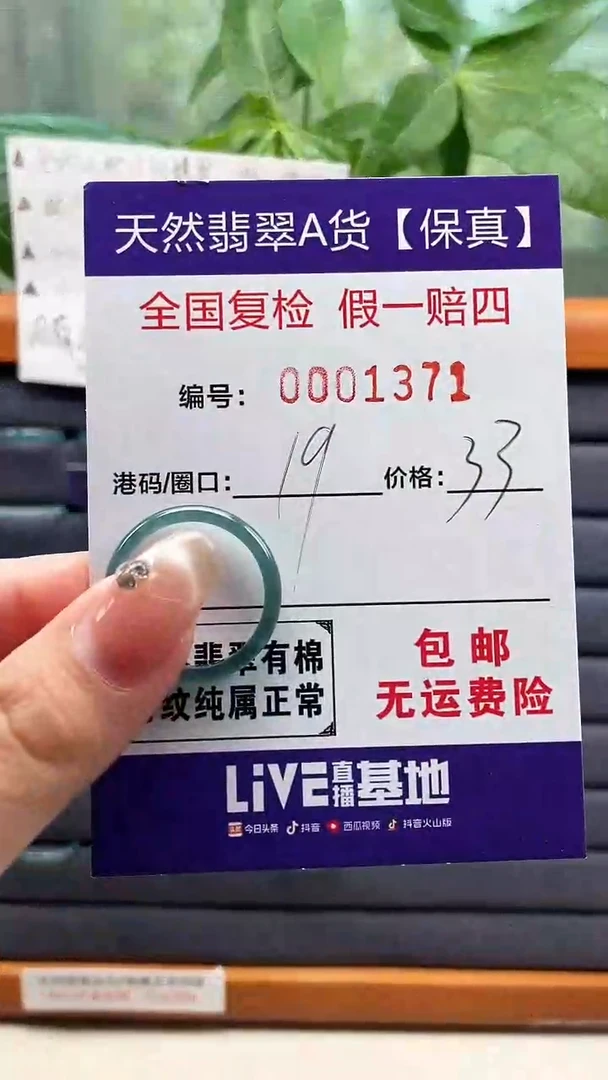 天然翡翠A货【保真】
全国复检 假一赔四
编号： 0001371
港码/圈口： 19 价格： 33
翡翠有棉
纹纯属正常
包邮
无运费险
LiVE直播基地
今日头条 抖音 西瓜视频 抖音火山版